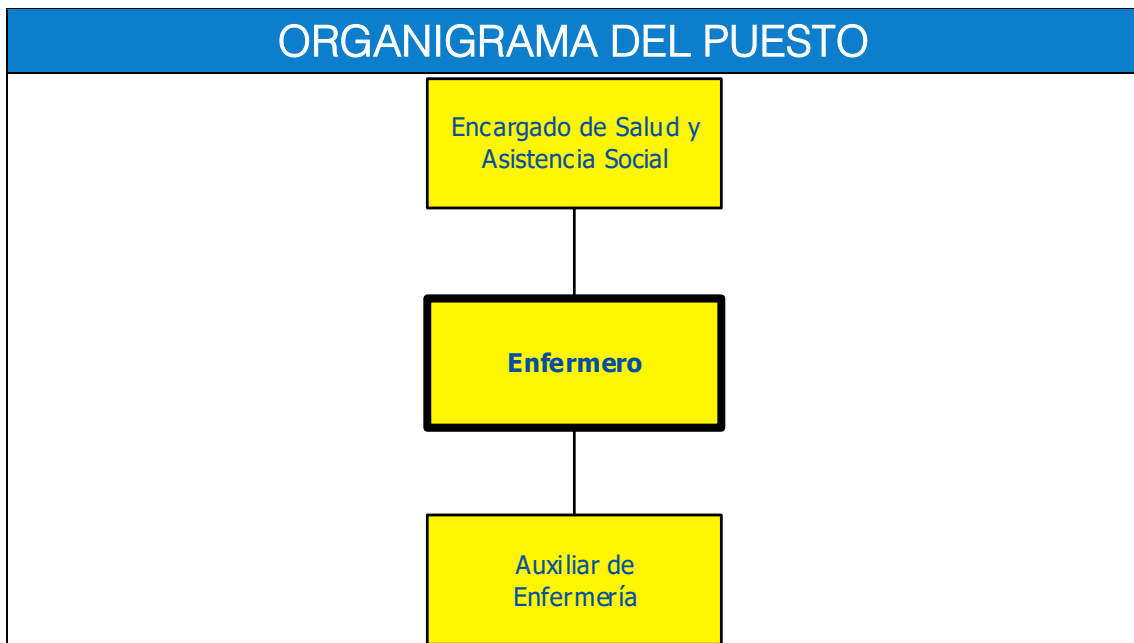 ORGANIGRAMA DEL PUESTO
Encargado de Salud y
Asistencia Social
Enfermero
Auxiliar de
Enfermería